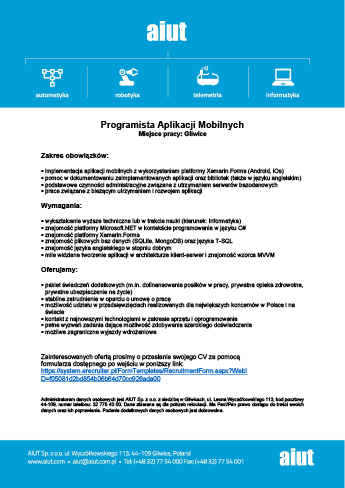 aiut
automatyka robotyka telemetria informatyka
Programista Aplikacji Mobilnych
Miejsce pracy: Gliwice
Zakres obowiązków:
• implementacja aplikacji mobilnych z wykorzystaniem platformy Xamarin.Forms (Android, iOs)
• pomoc w dokumentowaniu zaimplementowanych aplikacji oraz bibliotek (także w języku angielskim)
• podstawowe czynności administracyjne związane z utrzymaniem serwerów bazodanowych
• prace związane z bieżącym utrzymaniem i rozwojem aplikacji
Wymagania:
• wykształcenie wyższe techniczne lub w trakcie nauki (kierunek: Informatyka)
• znajomość platformy Microsoft.NET w kontekście programowania w języku C#
• znajomość platformy Xamarin.Forms
• znajomość plikowych baz danych (SQLite, MongoDB) oraz języka T-SQL
• znajomość języka angielskiego w stopniu dobrym
• mile widziane tworzenie aplikacji w architekturze klient-serwer i znajomość wzorca MVVM
Oferujemy:
• pakiet świadczeń dodatkowych (m.in. dofinansowanie posiłków w pracy, prywatna opieka zdrowotna,
prywatne ubezpieczenie na życie)
• stabilne zatrudnienie w oparciu o umowę o pracę
• możliwość udziału w przedsięwzięciach realizowanych dla największych koncernów w Polsce i na
świecie
• kontakt z najnowszymi technologiami w zakresie sprzętu i oprogramowania
• pełne wyzwań zadania dające możliwość zdobywania szerokiego doświadczenia
• możliwe zagraniczne wyjazdy wdrożeniowe
Zainteresowanych ofertą prosimy o przesłanie swojego CV za pomocą
formularza dostępnego po wejściu w poniższy link:
https://system.erecruiter.pl/FormTemplates/RecruitmentForm.aspx?WebI
D=f05081d2bd854b06b64d70cc926ada00
Administratorem danych osobowych jest AIUT Sp. z o.o. z siedzibą w Gliwicach, ul. Leona Wyczółkowskiego 113, kod pocztowy
44-109, numer telefonu: 32 775 40 00. Dane zbierane są dla potrzeb rekrutacji. Ma Pani/Pan prawo dostępu do treści swoich
danych oraz ich poprawiania. Podanie dodatkowych danych osobowych jest dobrowolne.
AIUT Sp. z o.o. ul. Wyczółkowskiego 113, 44-109 Gliwice, Poland
www.aiut.com • aiut@aiut.com.pl • Tel: (+48 32) 77 54 000 Fax: (+48 32) 77 54 001
aiut